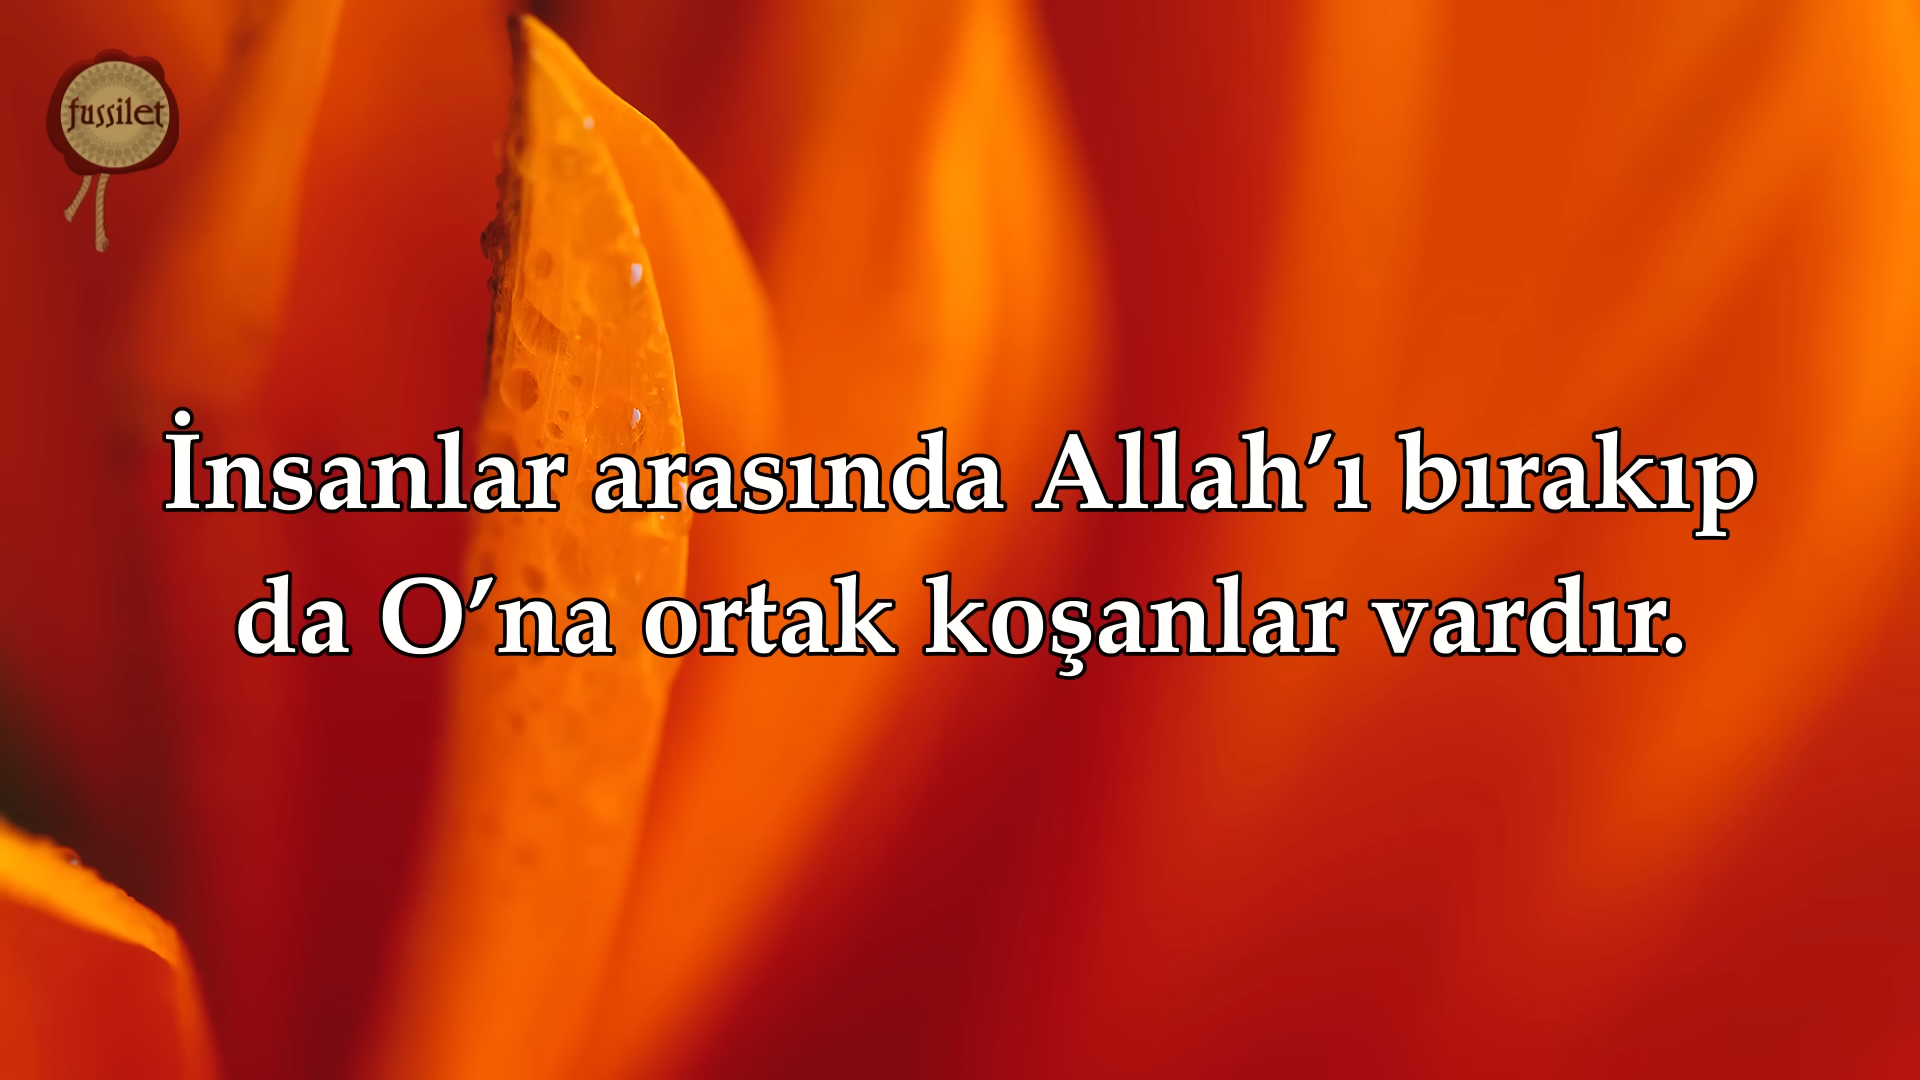 fussilet
İnsanlar arasında Allah’ı bırakıp
da O’na ortak koşanlar vardır.